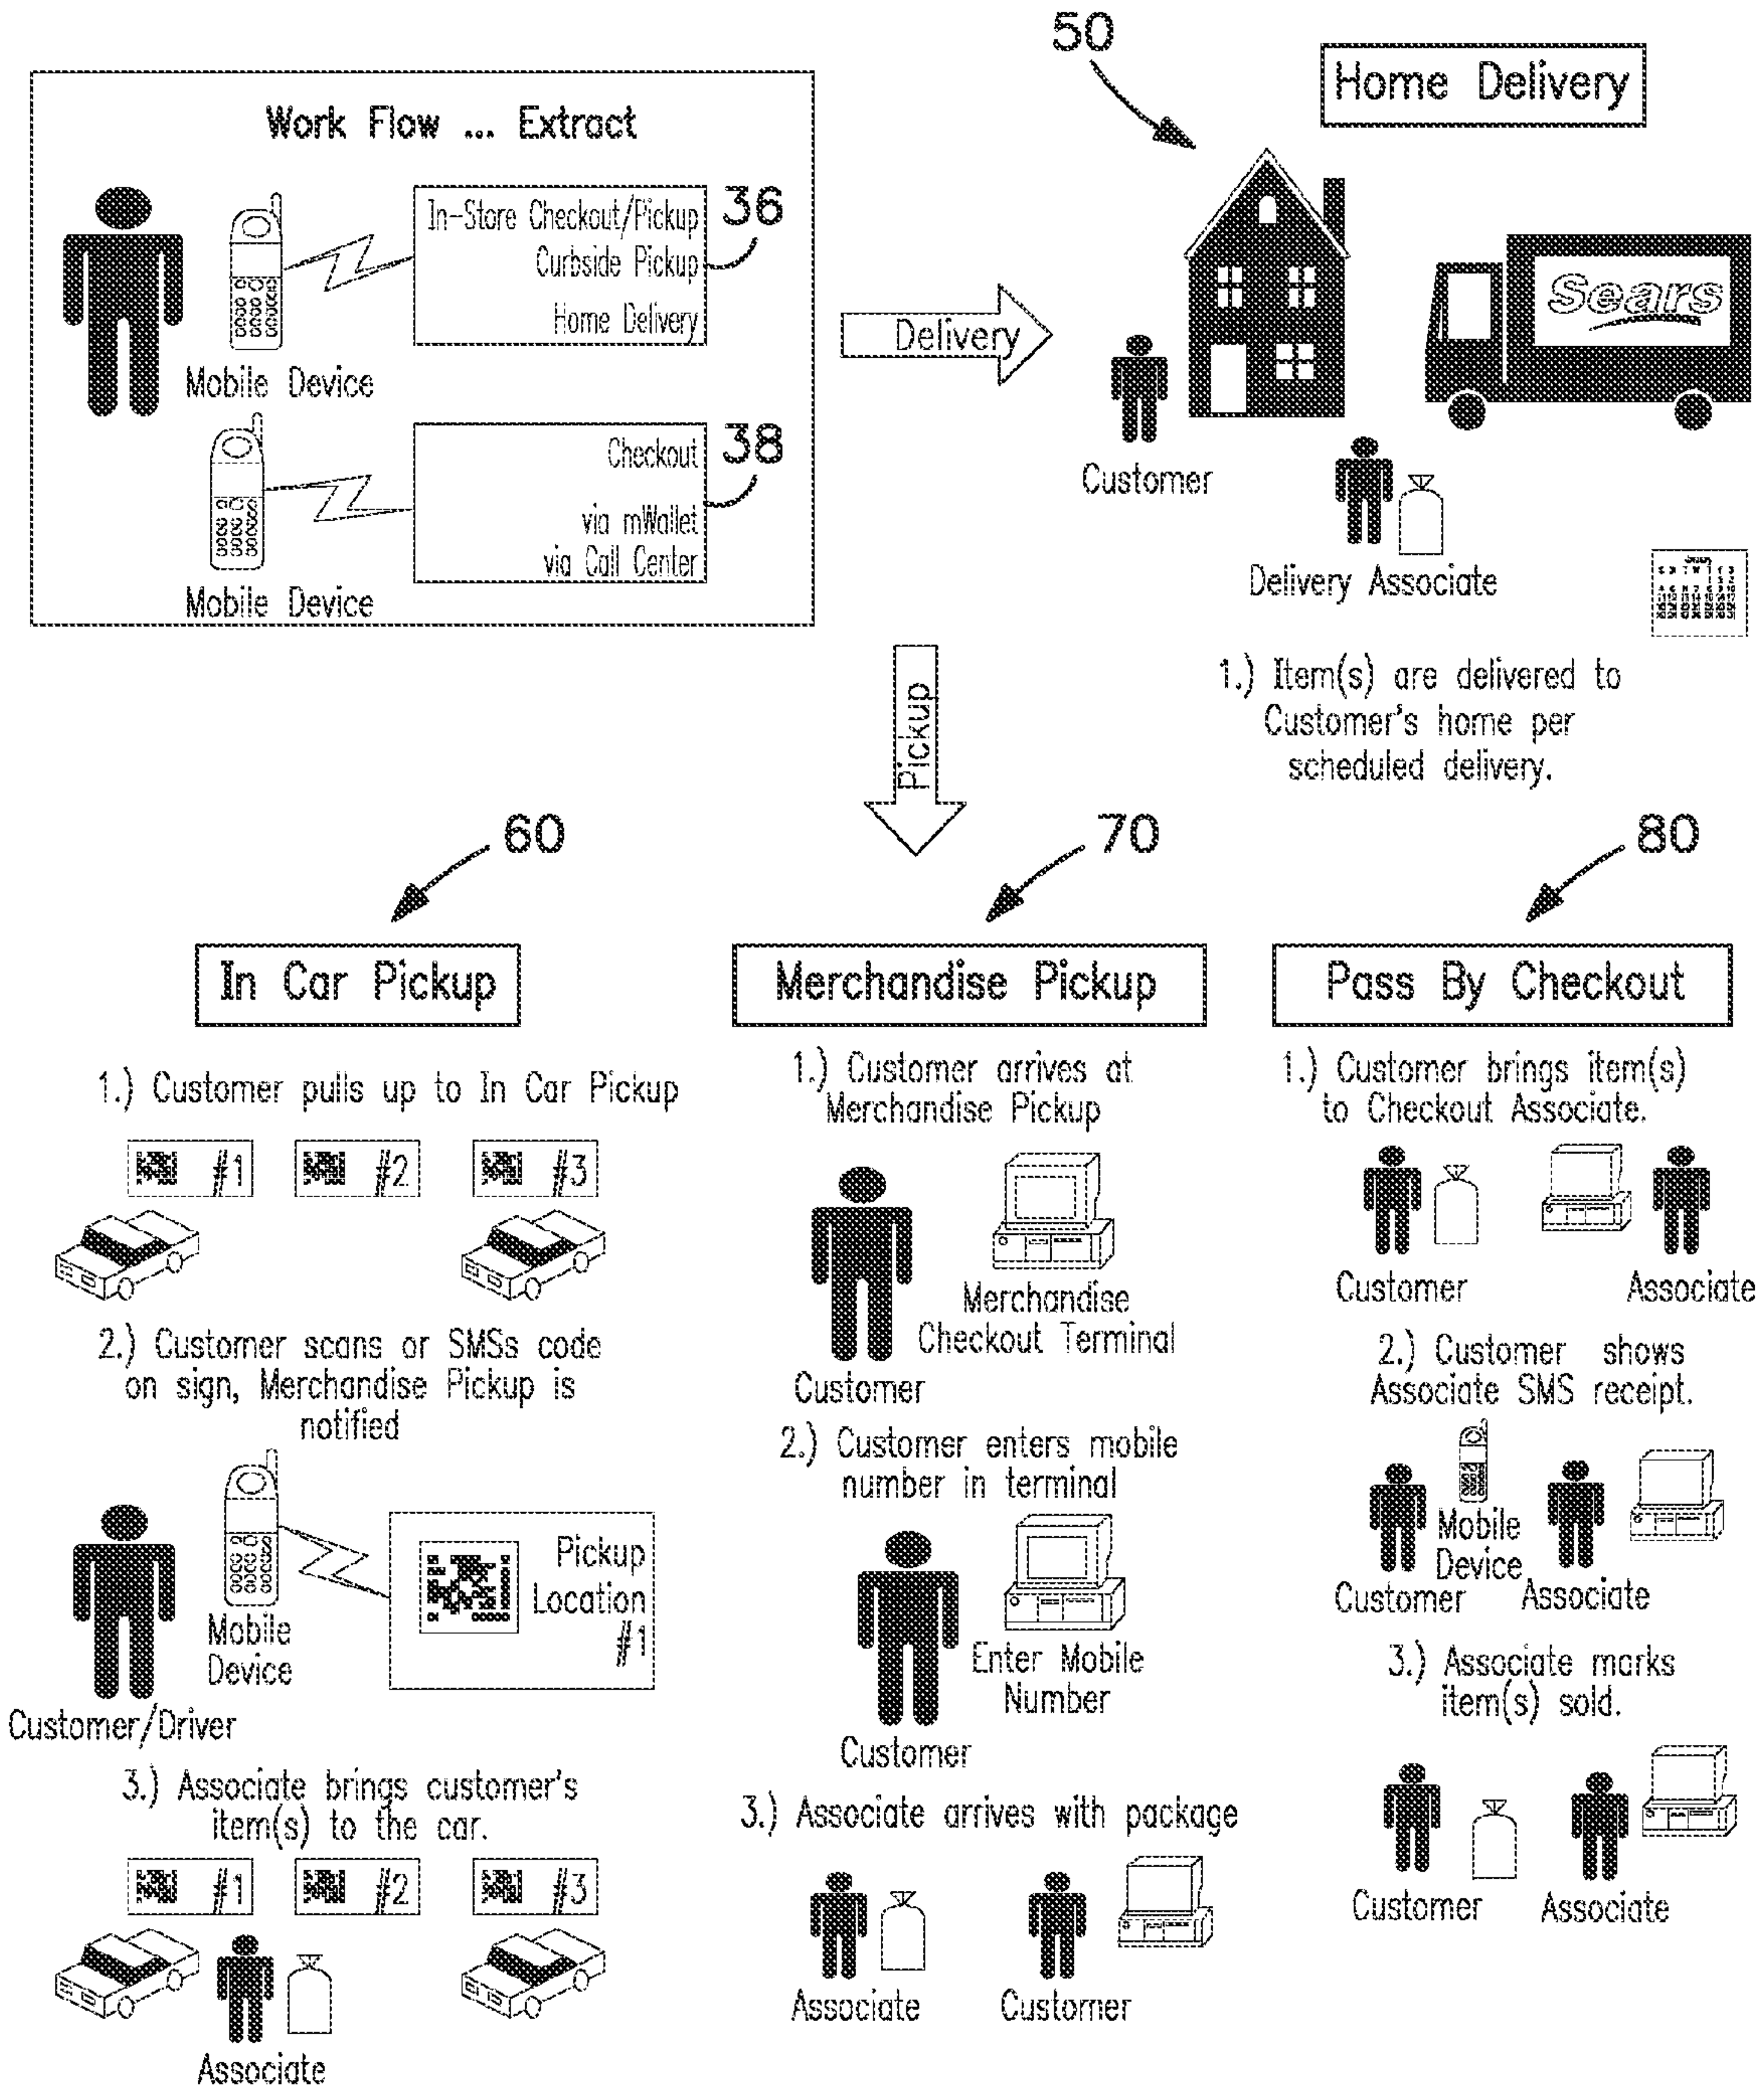 Work Flow ... Extract
In-Store Checkout/Pickup
Curbside Pickup
Home Delivery
36
Mobile Device
Checkout
via mWallet
via Call Center
38
Mobile Device
Delivery
50
Home Delivery
Sears
Customer
Delivery Associate
1.) Item(s) are delivered to
Customer's home per
scheduled delivery.
Pickup
60
In Car Pickup
1.) Customer pulls up to In Car Pickup
#1
#2
#3
2.) Customer scans or SMSs code
on sign, Merchandise Pickup is
notified
Mobile
Device
Pickup
Location
#1
Customer/Driver
3.) Associate brings customer's
item(s) to the car.
#1
#2
#3
Associate
70
Merchandise Pickup
1.) Customer arrives at
Merchandise Pickup
Merchandise
Checkout Terminal
Customer
2.) Customer enters mobile
number in terminal
Enter Mobile
Number
Customer
3.) Associate arrives with package
Associate
Customer
80
Pass By Checkout
1.) Customer brings item(s)
to Checkout Associate.
Customer
Associate
2.) Customer shows
Associate SMS receipt.
Mobile
Device
Customer
Associate
3.) Associate marks
item(s) sold.
Customer
Associate